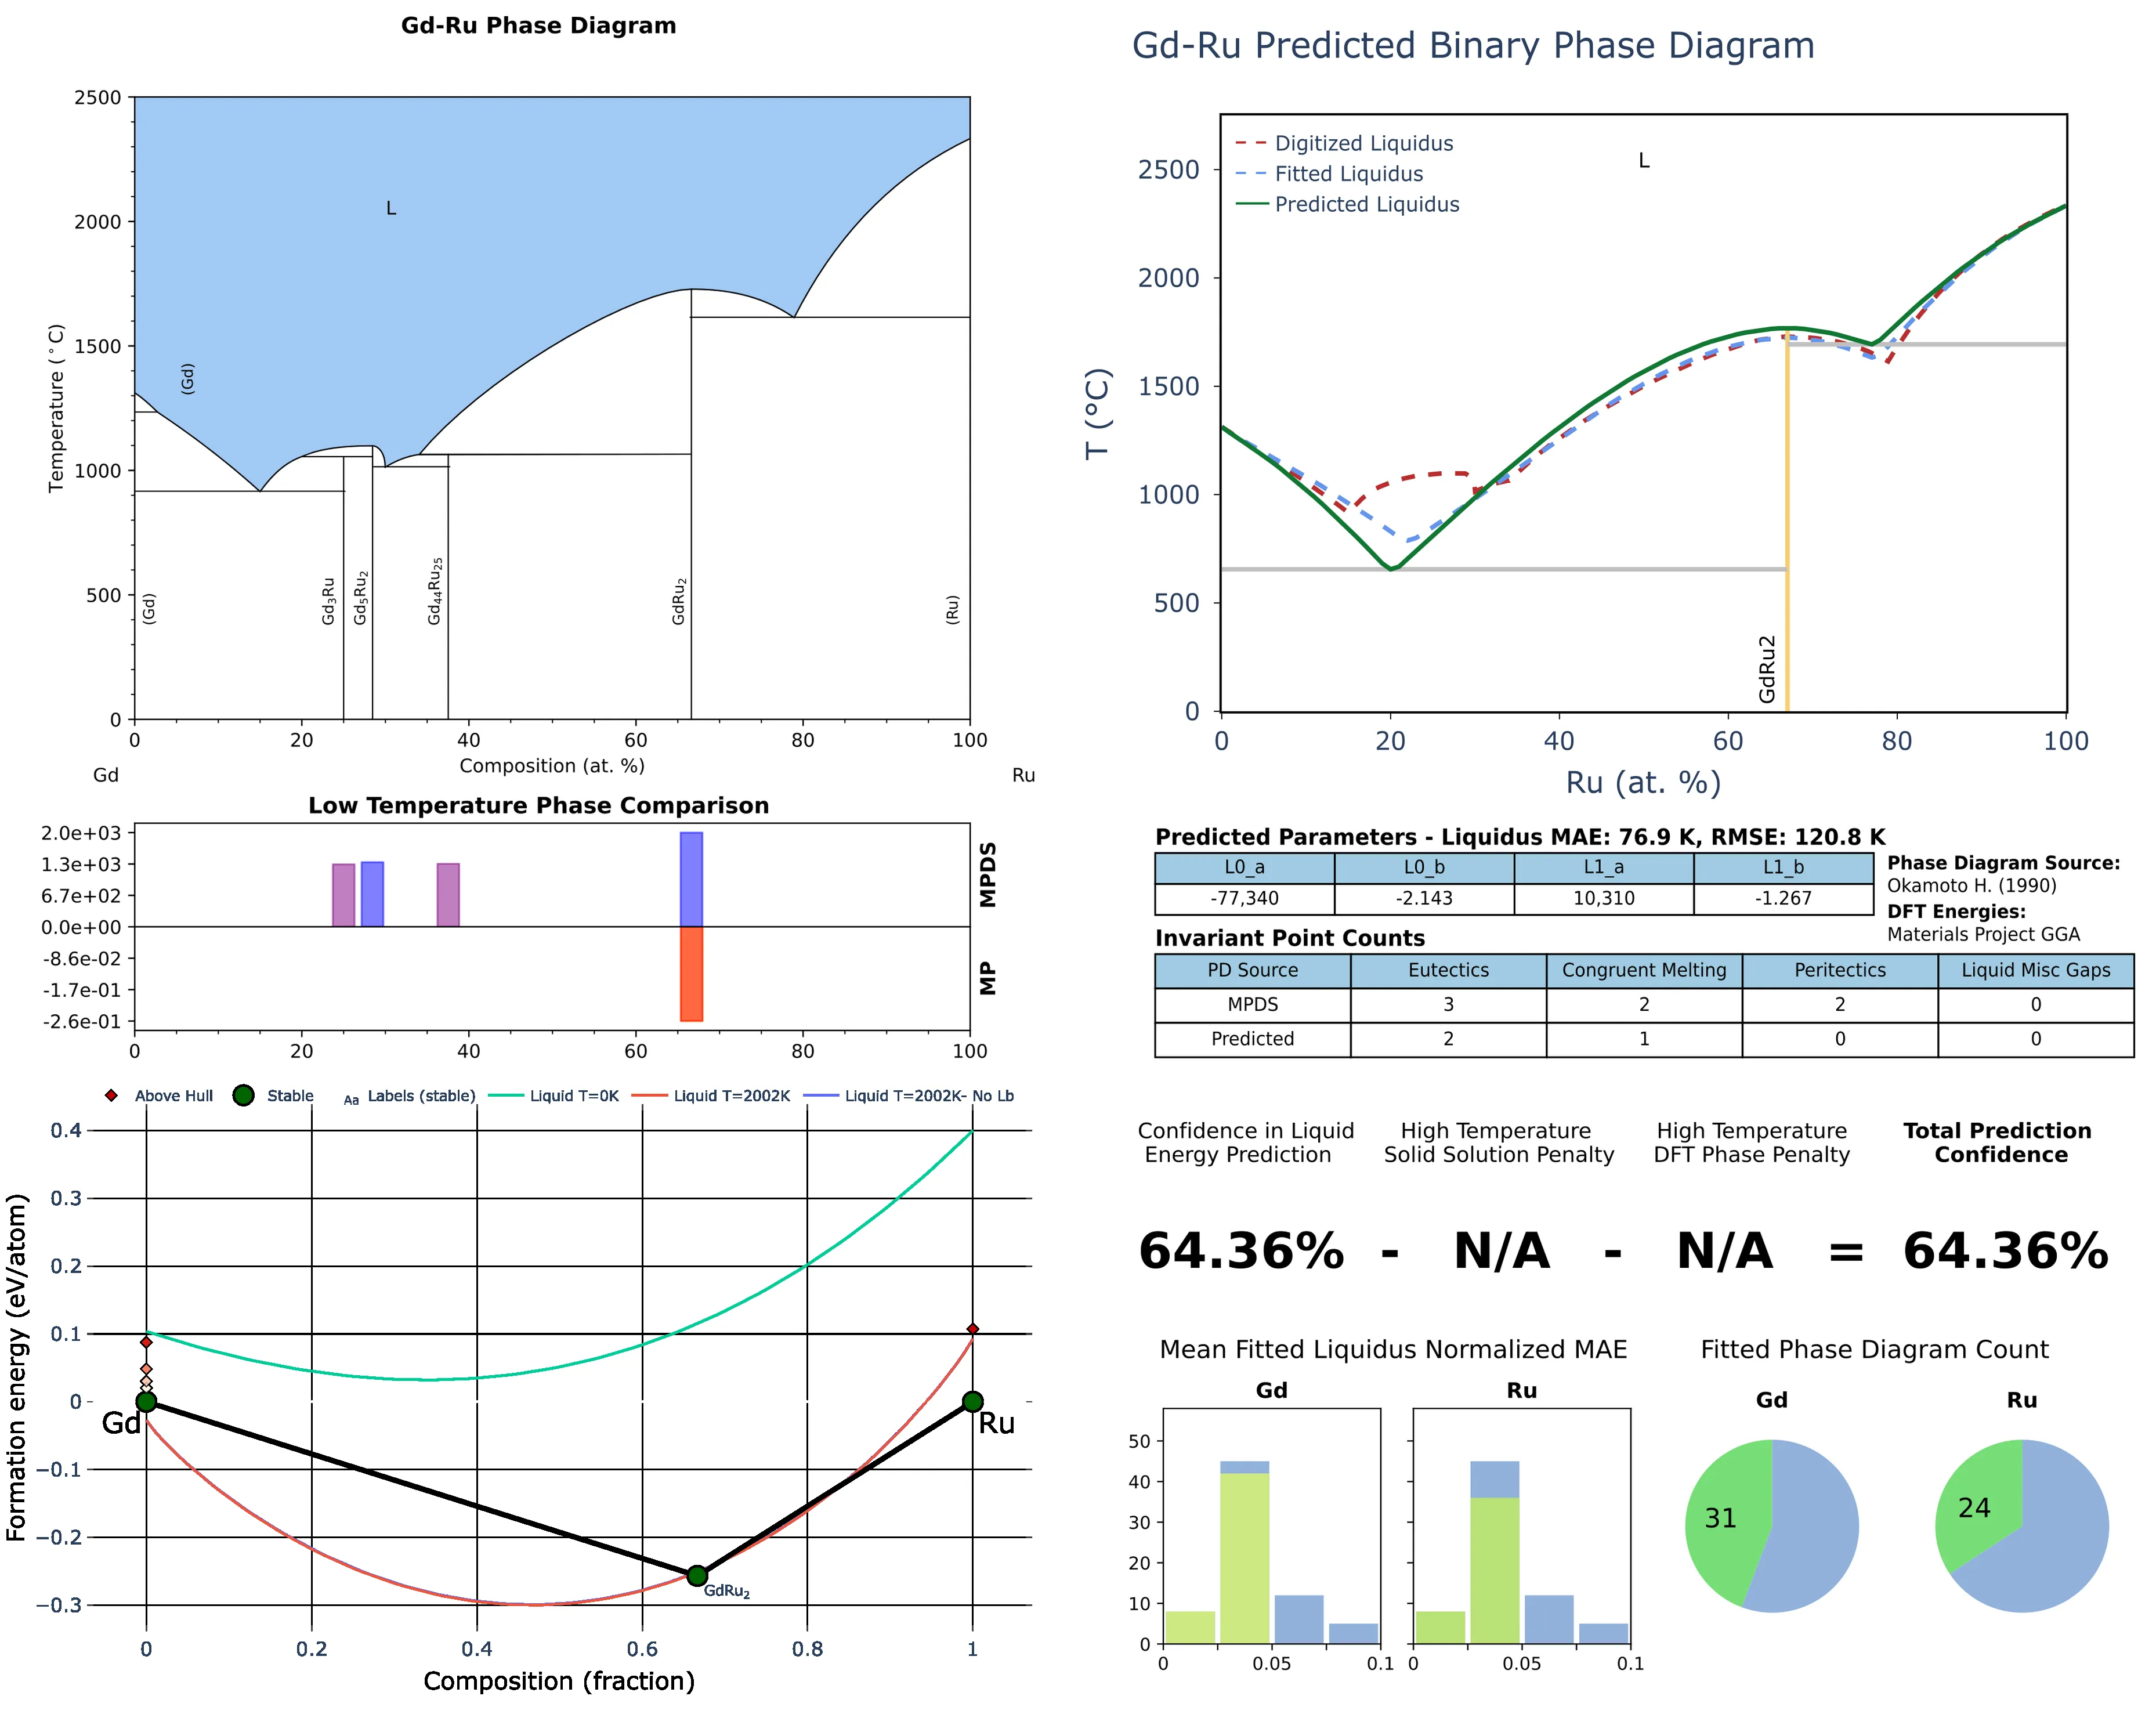 Gd-Ru Phase Diagram
2500
2000
1500
1000
500
0
Temperature (°C)
L
(Gd)
(Gd)
Gd3Ru
Gd5Ru2
Gd44Ru25
GdRu2
(Ru)
0 20 40 60 80 100
Composition (at. %)
Gd Ru
Low Temperature Phase Comparison
2.0e+03
1.3e+03
6.7e+02
0.0e+00
-8.6e-02
-1.7e-01
-2.6e-01
MPDS
MP
0 20 40 60 80 100
Above Hull Stable Aa Labels (stable) Liquid T=0K Liquid T=2002K Liquid T=2002K- No Lb
0.4
0.3
0.2
0.1
0
−0.1
−0.2
−0.3
Formation energy (eV/atom)
Gd
Ru
GdRu2
0 0.2 0.4 0.6 0.8 1
Composition (fraction)
Gd-Ru Predicted Binary Phase Diagram
Digitized Liquidus
Fitted Liquidus
Predicted Liquidus
L
2500
2000
1500
1000
500
0
T (°C)
GdRu2
0 20 40 60 80 100
Ru (at. %)
Predicted Parameters - Liquidus MAE: 76.9 K, RMSE: 120.8 K
L0_a L0_b L1_a L1_b
-77,340 -2.143 10,310 -1.267
Phase Diagram Source:
Okamoto H. (1990)
DFT Energies:
Materials Project GGA
Invariant Point Counts
PD Source Eutectics Congruent Melting Peritectics Liquid Misc Gaps
MPDS 3 2 2 0
Predicted 2 1 0 0
Confidence in Liquid
Energy Prediction
High Temperature
Solid Solution Penalty
High Temperature
DFT Phase Penalty
Total Prediction
Confidence
64.36% - N/A - N/A = 64.36%
Mean Fitted Liquidus Normalized MAE
Gd Ru
50
40
30
20
10
0
0 0.05 0.1 0 0.05 0.1
Fitted Phase Diagram Count
Gd Ru
31 24